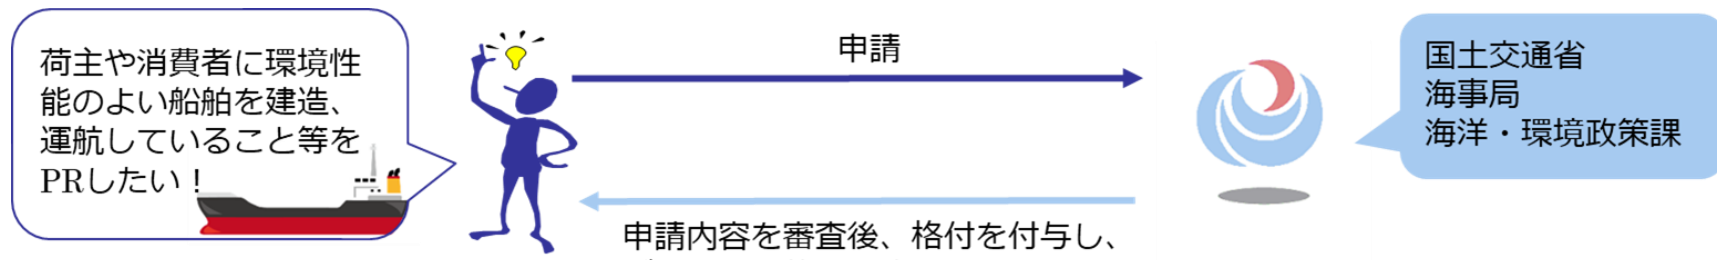 荷主や消費者に環境性
能のよい船舶を建造、
運航していること等を
PRしたい！
申請
国土交通省
海事局
海洋・環境政策課
申請内容を審査後、格付を付与し、